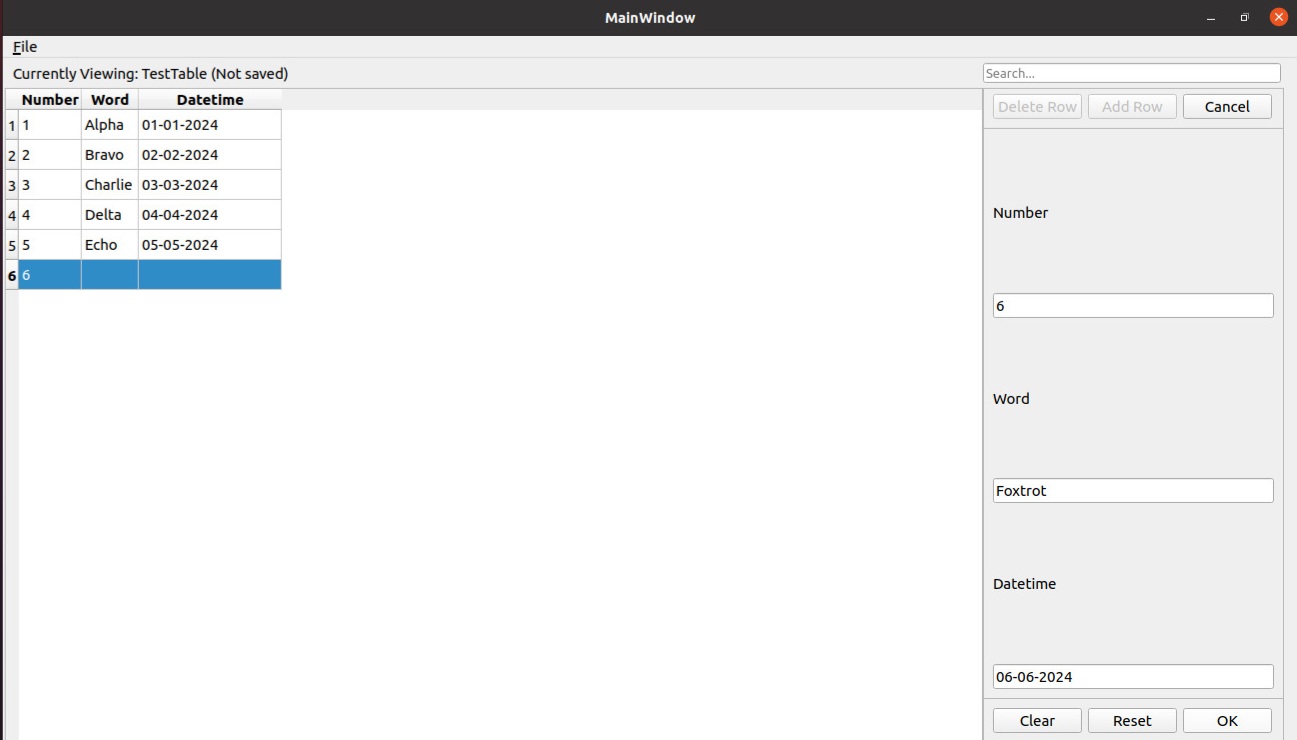 MainWindow
File
Currently Viewing: TestTable (Not saved)
Search...
Number Word Datetime
1 1 Alpha 01-01-2024
2 2 Bravo 02-02-2024
3 3 Charlie 03-03-2024
4 4 Delta 04-04-2024
5 5 Echo 05-05-2024
6 6
Delete Row Add Row Cancel
Number
6
Word
Foxtrot
Datetime
06-06-2024
Clear Reset OK